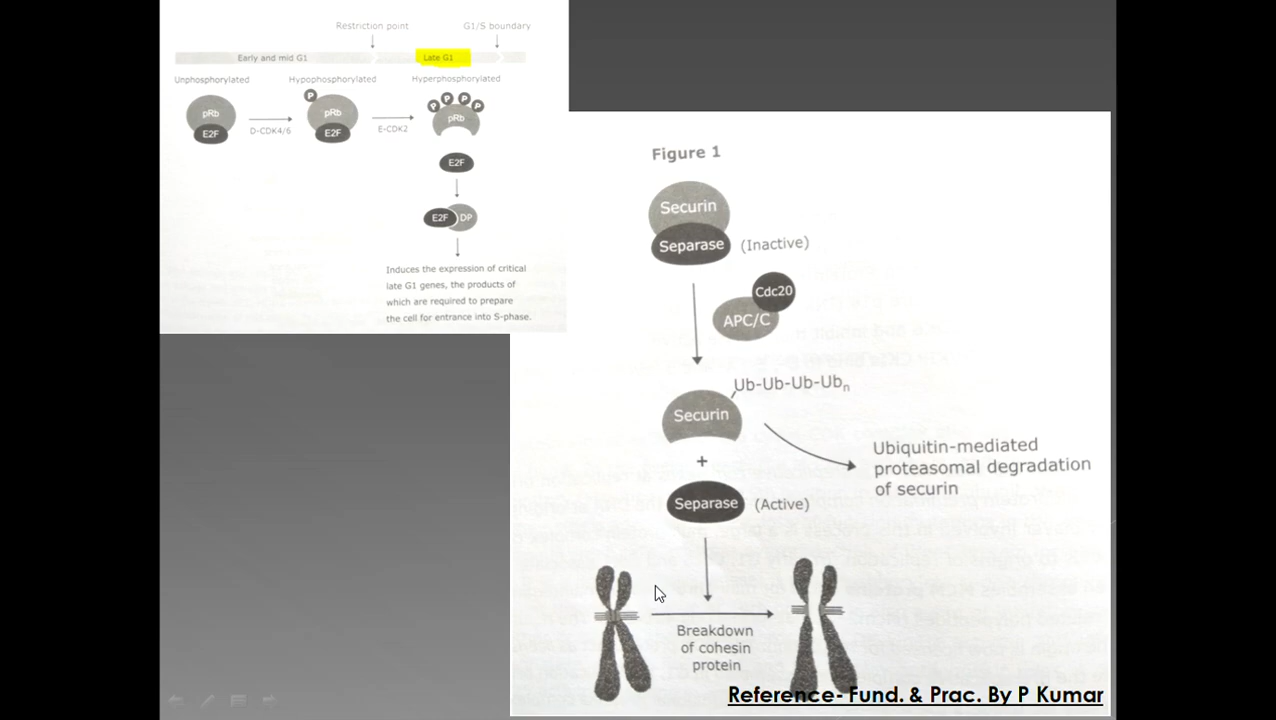 Restriction point
G1/S boundary
Early and mid G1
Late G1
Unphosphorylated
Hypophosphorylated
Hyperphosphorylated
P
P P P P
pRb
pRb
pRb
E2F
E2F
D-CDK4/6
E-CDK2
E2F
E2F DP
Induces the expression of critical
late G1 genes, the products of
which are required to prepare
the cell for entrance into S-phase.
Figure 1
Securin
Separase (Inactive)
Cdc20
APC/C
Ub-Ub-Ub-Ubn
Securin
+
Ubiquitin-mediated
proteasomal degradation
of securin
Separase (Active)
Breakdown
of cohesin
protein
Reference- Fund. & Prac. By P Kumar